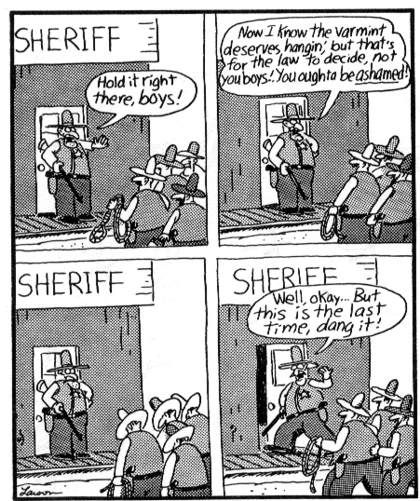 SHERIFF
Hold it right
there, boys!
Now I know the varmint
deserves hangin', but that's
for the law to decide, not
you boys! You oughta be ashamed!
SHERIFF
SHERIFF
Well, okay... But
this is the last
time, dang it!
Larson